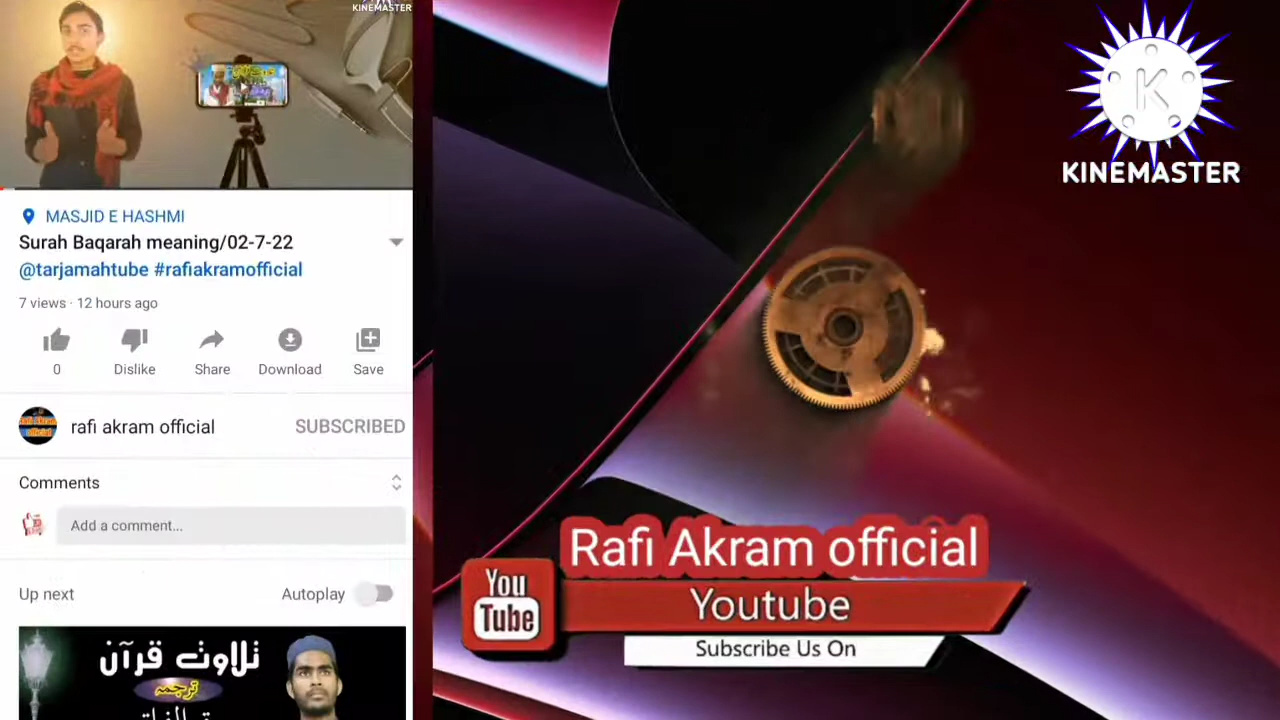 KINEMASTER
MASJID E HASHMI
Surah Baqarah meaning/02-7-22
@tarjamahtube #rafiakramofficial
7 views · 12 hours ago
0
Dislike
Share
Download
Save
rafi akram official
SUBSCRIBED
Comments
Add a comment...
Up next
Autoplay
تلاوت قرآن
ترجمہ
K
KINEMASTER
Rafi Akram official
You
Tube
Youtube
Subscribe Us On